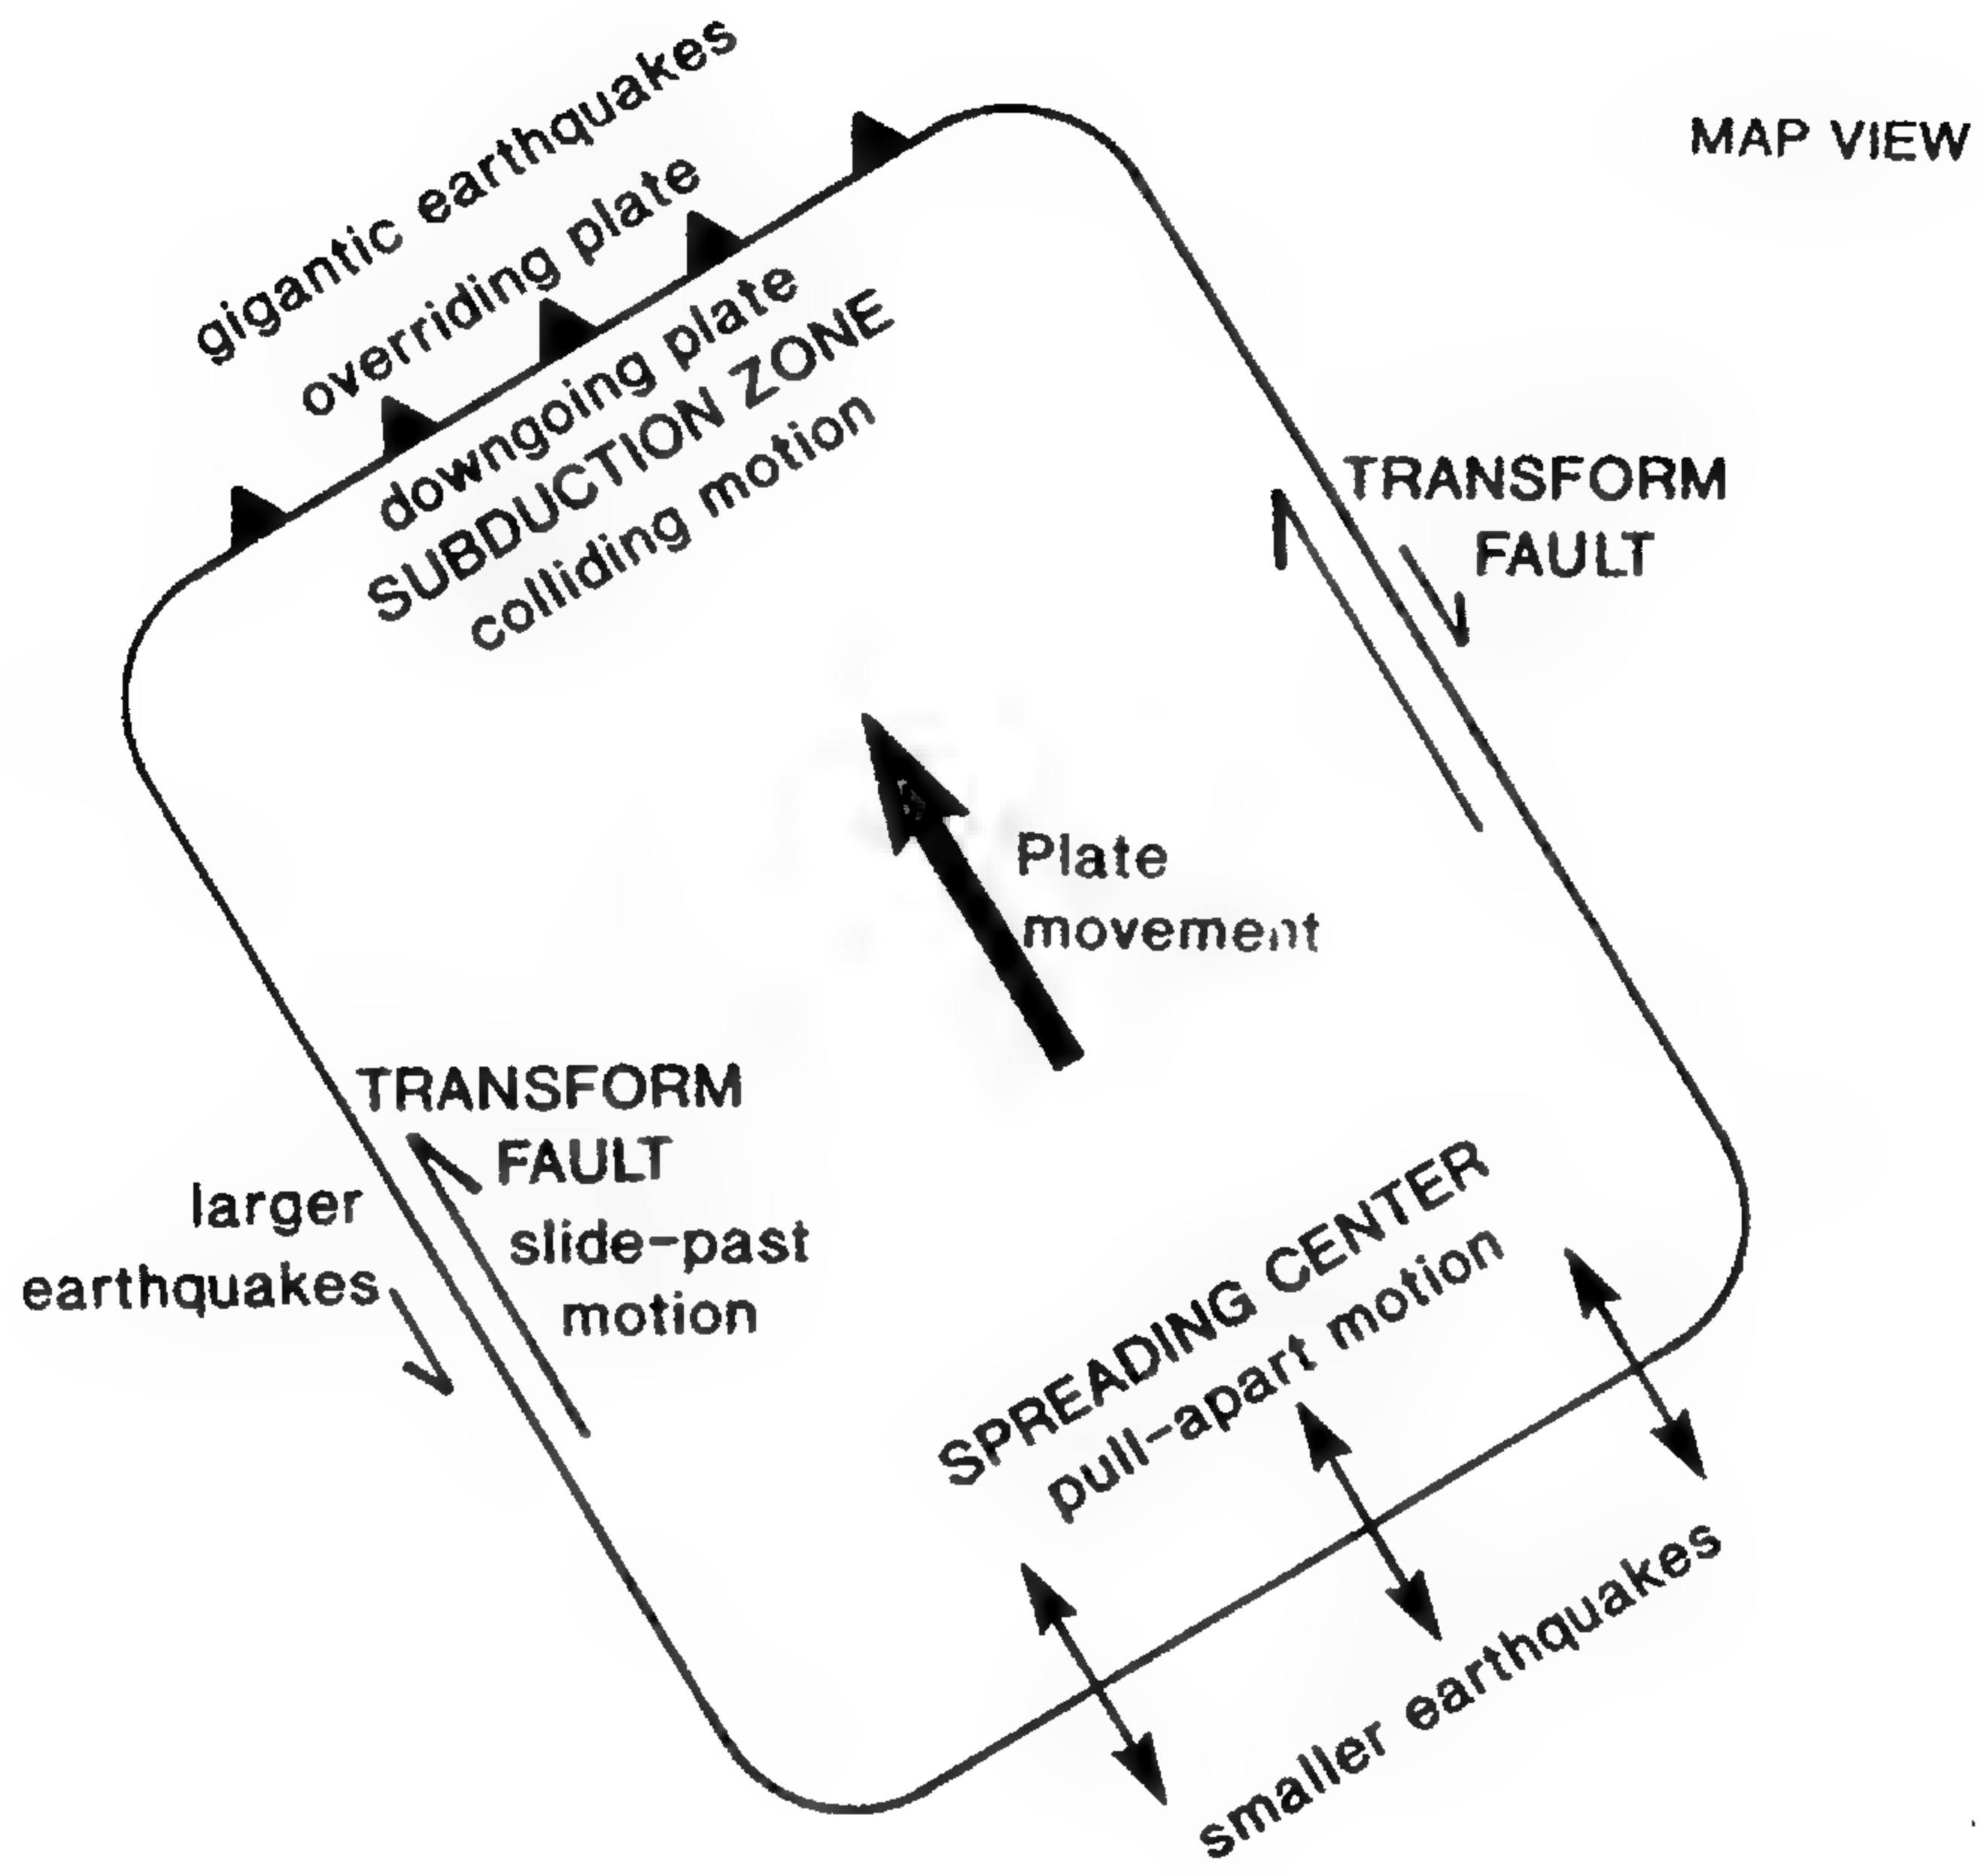 MAP VIEW
gigantic earthquakes
overriding plate
downgoing plate
SUBDUCTION ZONE
colliding motion
TRANSFORM
FAULT
Plate
movement
TRANSFORM
FAULT
slide-past
motion
larger
earthquakes
SPREADING CENTER
pull-apart motion
smaller earthquakes